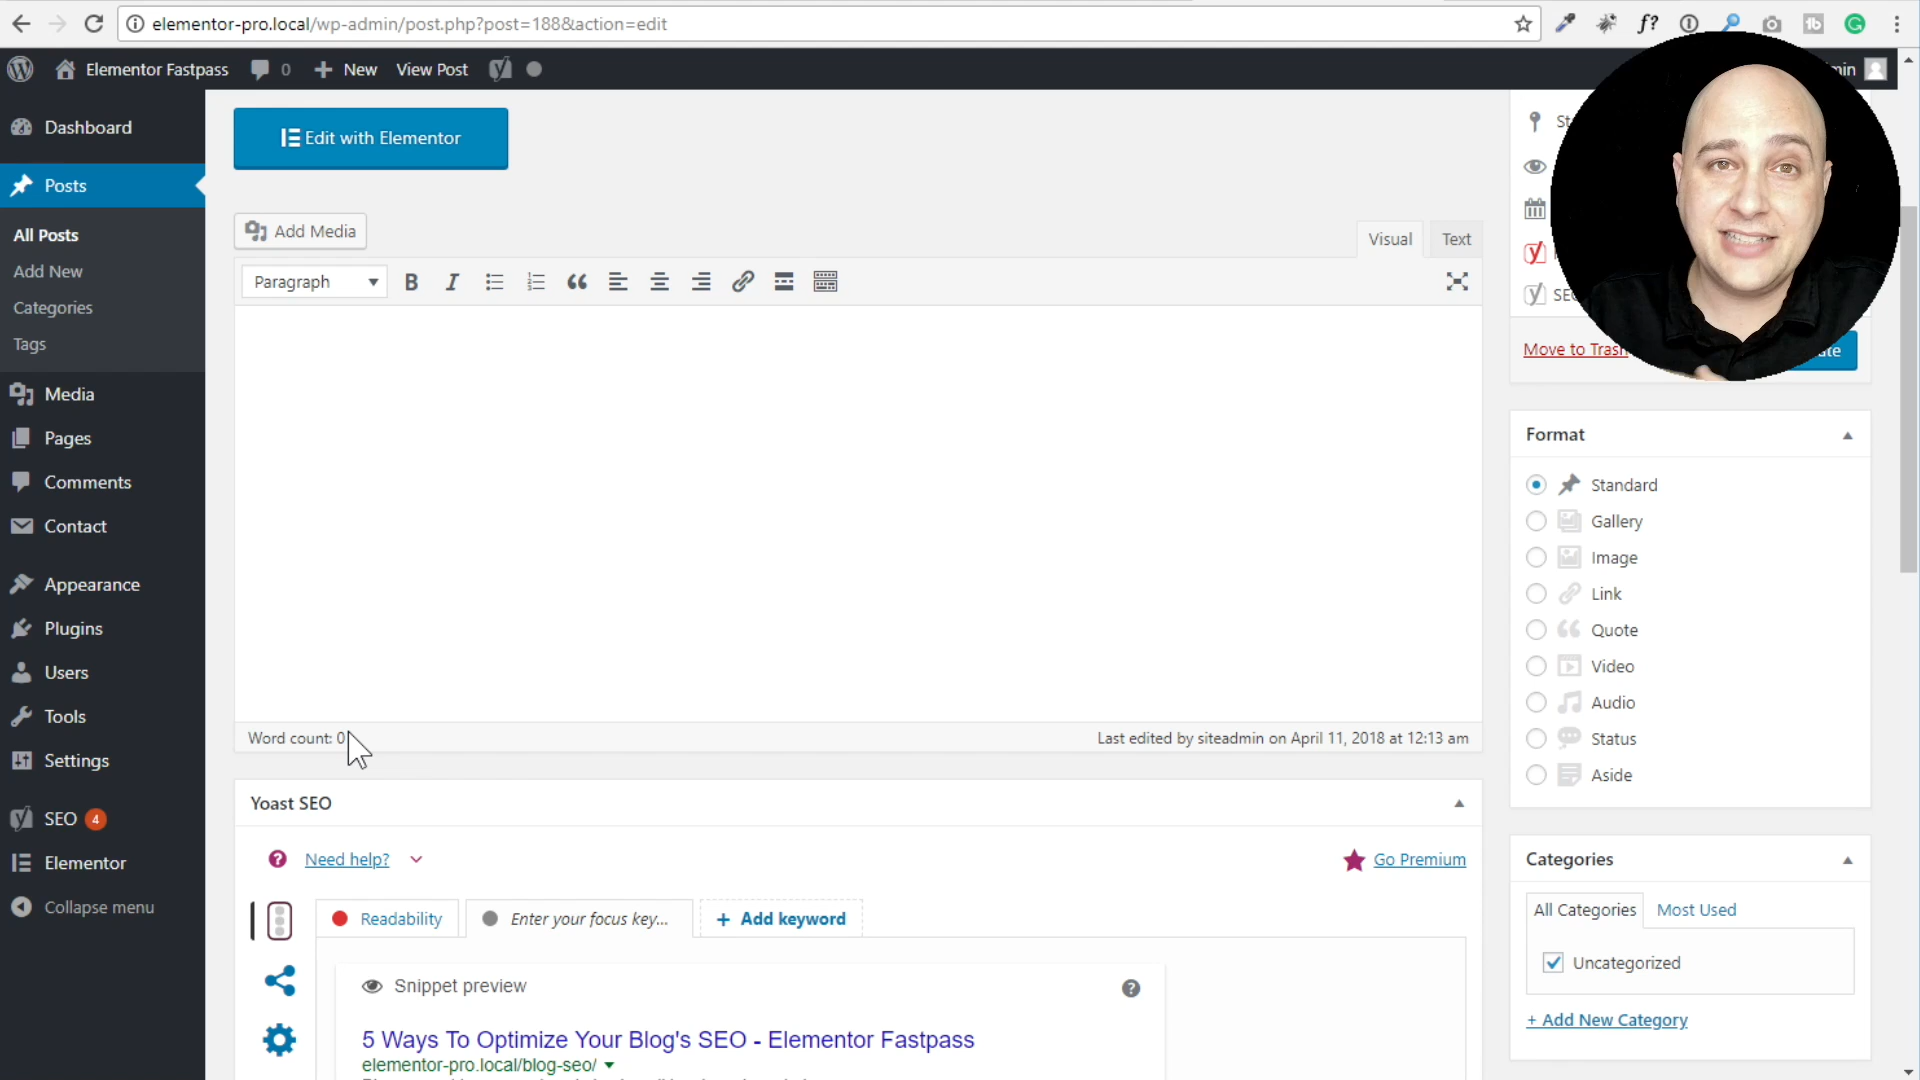 elementor-pro.local/wp-admin/post.php?post=188&action=edit
Elementor Fastpass
0
New
View Post
Dashboard
Posts
All Posts
Add New
Categories
Tags
Media
Pages
Comments
Contact
Appearance
Plugins
Users
Tools
Settings
SEO 4
Elementor
Collapse menu
Edit with Elementor
Add Media
Visual
Text
Paragraph
B
I
Word count: 0
Last edited by siteadmin on April 11, 2018 at 12:13 am
Yoast SEO
Need help?
Go Premium
Readability
Enter your focus key...
+ Add keyword
Snippet preview
5 Ways To Optimize Your Blog's SEO - Elementor Fastpass
elementor-pro.local/blog-seo/
SEO
Move to Trash
Format
Standard
Gallery
Image
Link
Quote
Video
Audio
Status
Aside
Categories
All Categories
Most Used
Uncategorized
+ Add New Category